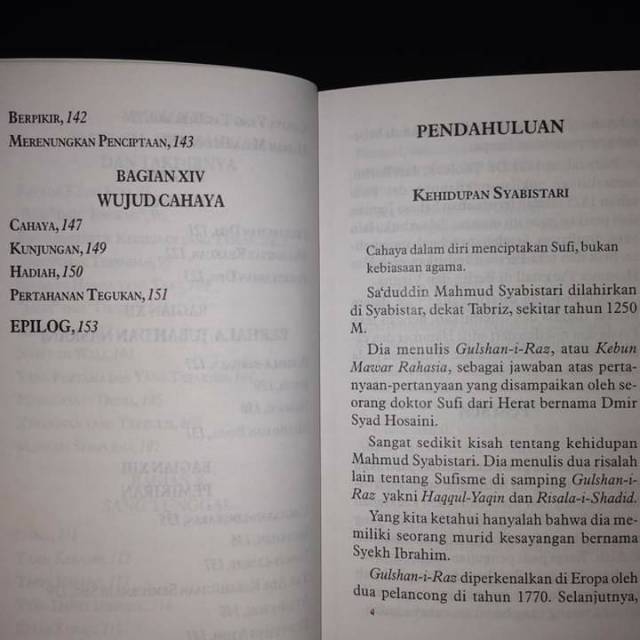 BERPIKIR, 142
MERENUNGKAN PENCIPTAAN, 143
BAGIAN XIV
WUJUD CAHAYA
CAHAYA, 147
KUNJUNGAN, 149
HADIAH, 150
PERTAHANAN TEGUKAN, 151
EPILOG, 153
PENDAHULUAN
KEHIDUPAN SYABISTARI
Cahaya dalam diri menciptakan Sufi, bukan
kebiasaan agama.
Sa‘duddin Mahmud Syabistari dilahirkan
di Syabistar, dekat Tabriz, sekitar tahun 1250
M.
Dia menulis Gulshan-i-Raz, atau Kebun
Mawar Rahasia, sebagai jawaban atas perta-
nyaan-pertanyaan yang disampaikan oleh se-
orang doktor Sufi dari Herat bernama Dmir
Syad Hosaini.
Sangat sedikit kisah tentang kehidupan
Mahmud Syabistari. Dia menulis dua risalah
lain tentang Sufisme di samping Gulshan-i-
Raz yakni Haqqul-Yaqin dan Risala-i-Shadid.
Yang kita ketahui hanyalah bahwa dia me-
miliki seorang murid kesayangan bernama
Syekh Ibrahim.
Gulshan-i-Raz diperkenalkan di Eropa oleh
dua pelancong di tahun 1770. Selanjutnya,